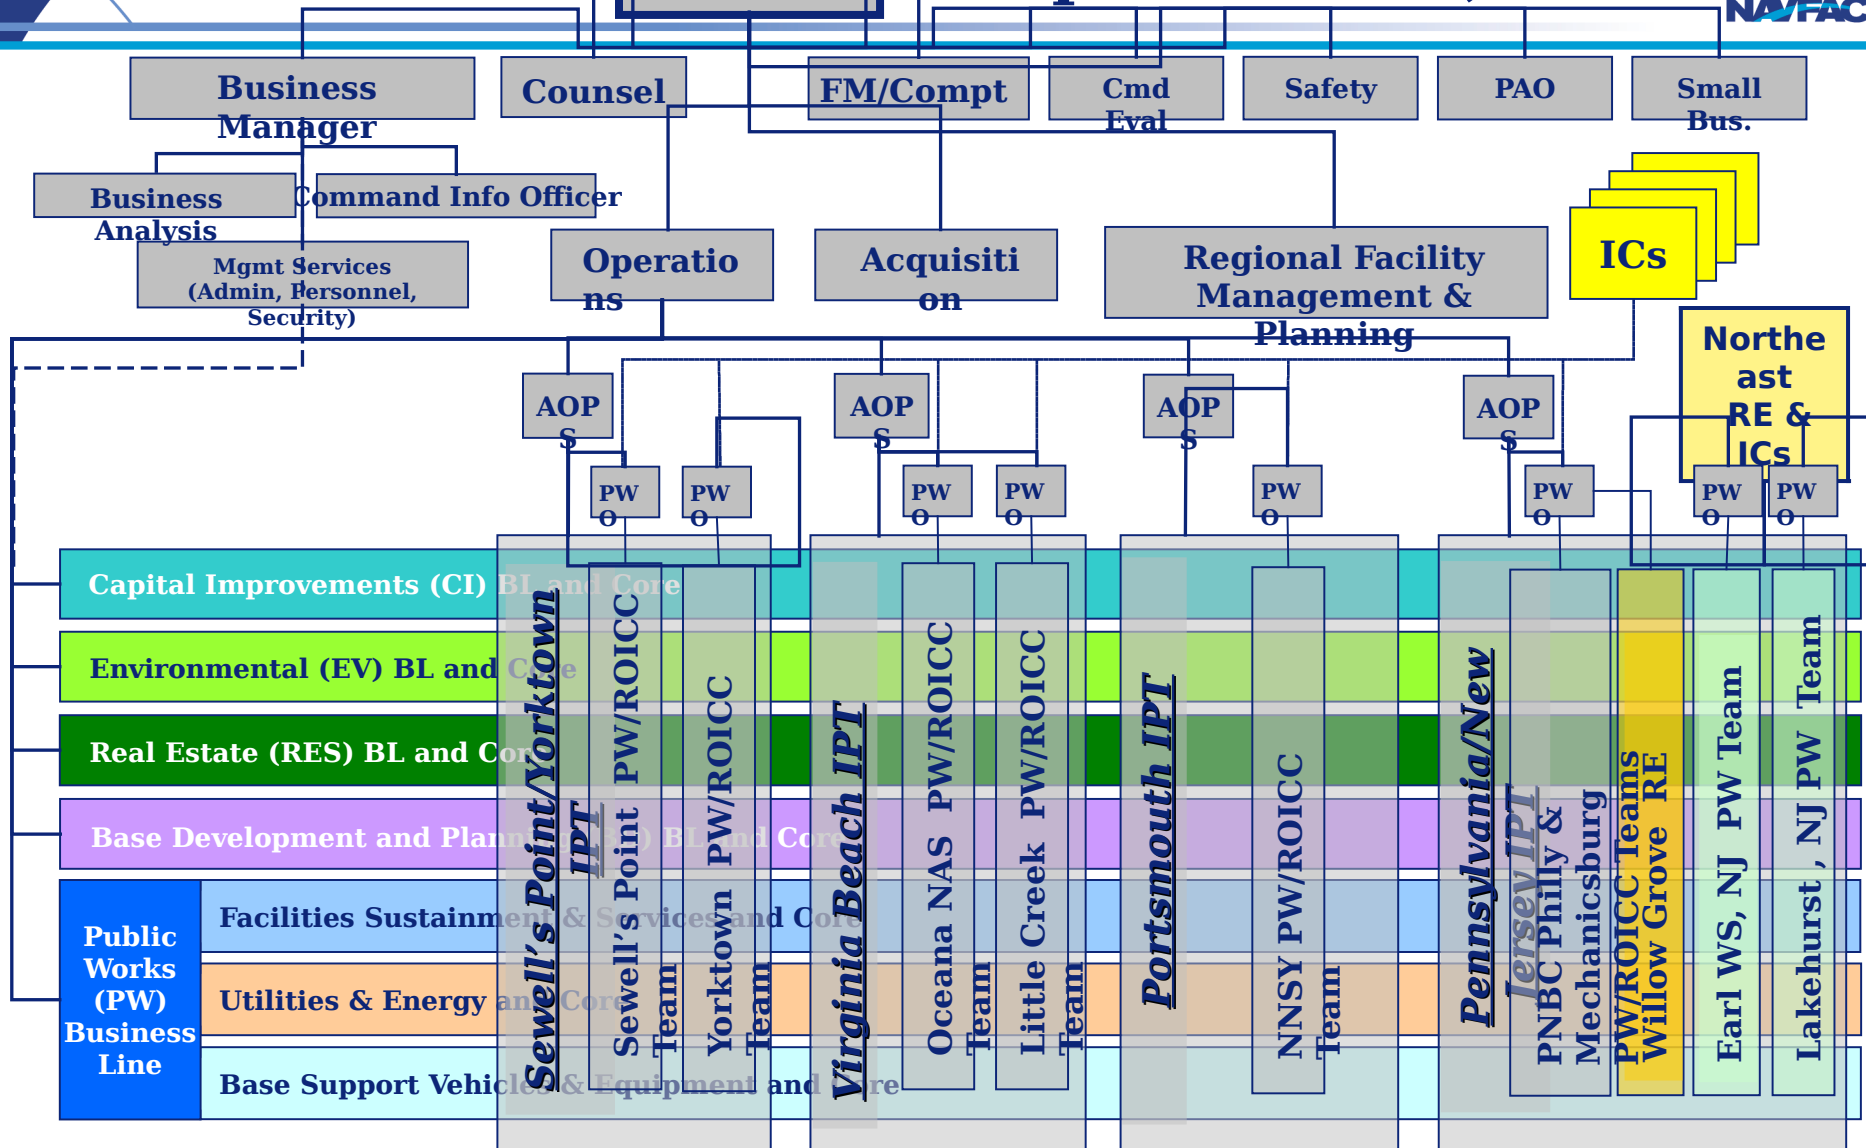 NAVFAC
Business
Manager
Counsel
FM/Compt
Cmd
Eval
Safety
PAO
Small
Bus.
Business
Analysis
Command Info Officer
Mgmt Services
(Admin, Personnel,
Security)
Operatio
ns
Acquisiti
on
Regional Facility
Management &
Planning
ICs
Northe
ast
RE &
ICs
AOP
S
AOP
S
AOP
S
AOP
S
PW
O
PW
O
PW
O
PW
O
PW
O
PW
O
PW
O
PW
O
Capital Improvements (CI) BL and Core
Environmental (EV) BL and Core
Real Estate (RES) BL and Core
Base Development and Planning BL and Core
Public
Works
(PW)
Business
Line
Facilities Sustainment & Services and Core
Utilities & Energy and Core
Base Support Vehicles & Equipment and Core
Sewell’s Point/Yorktown
IPT
Sewell’s Point PW/ROICC
Team
Yorktown PW/ROICC
Team
Virginia Beach IPT
Oceana NAS PW/ROICC
Team
Little Creek PW/ROICC
Team
Portsmouth IPT
NNSY PW/ROICC
Team
Pennsylvania/New
Jersey IPT
PNBC Philly &
Mechanicsburg
PW/ROICC Teams
Willow Grove RE
Earl WS, NJ PW Team
Lakehurst , NJ PW Team